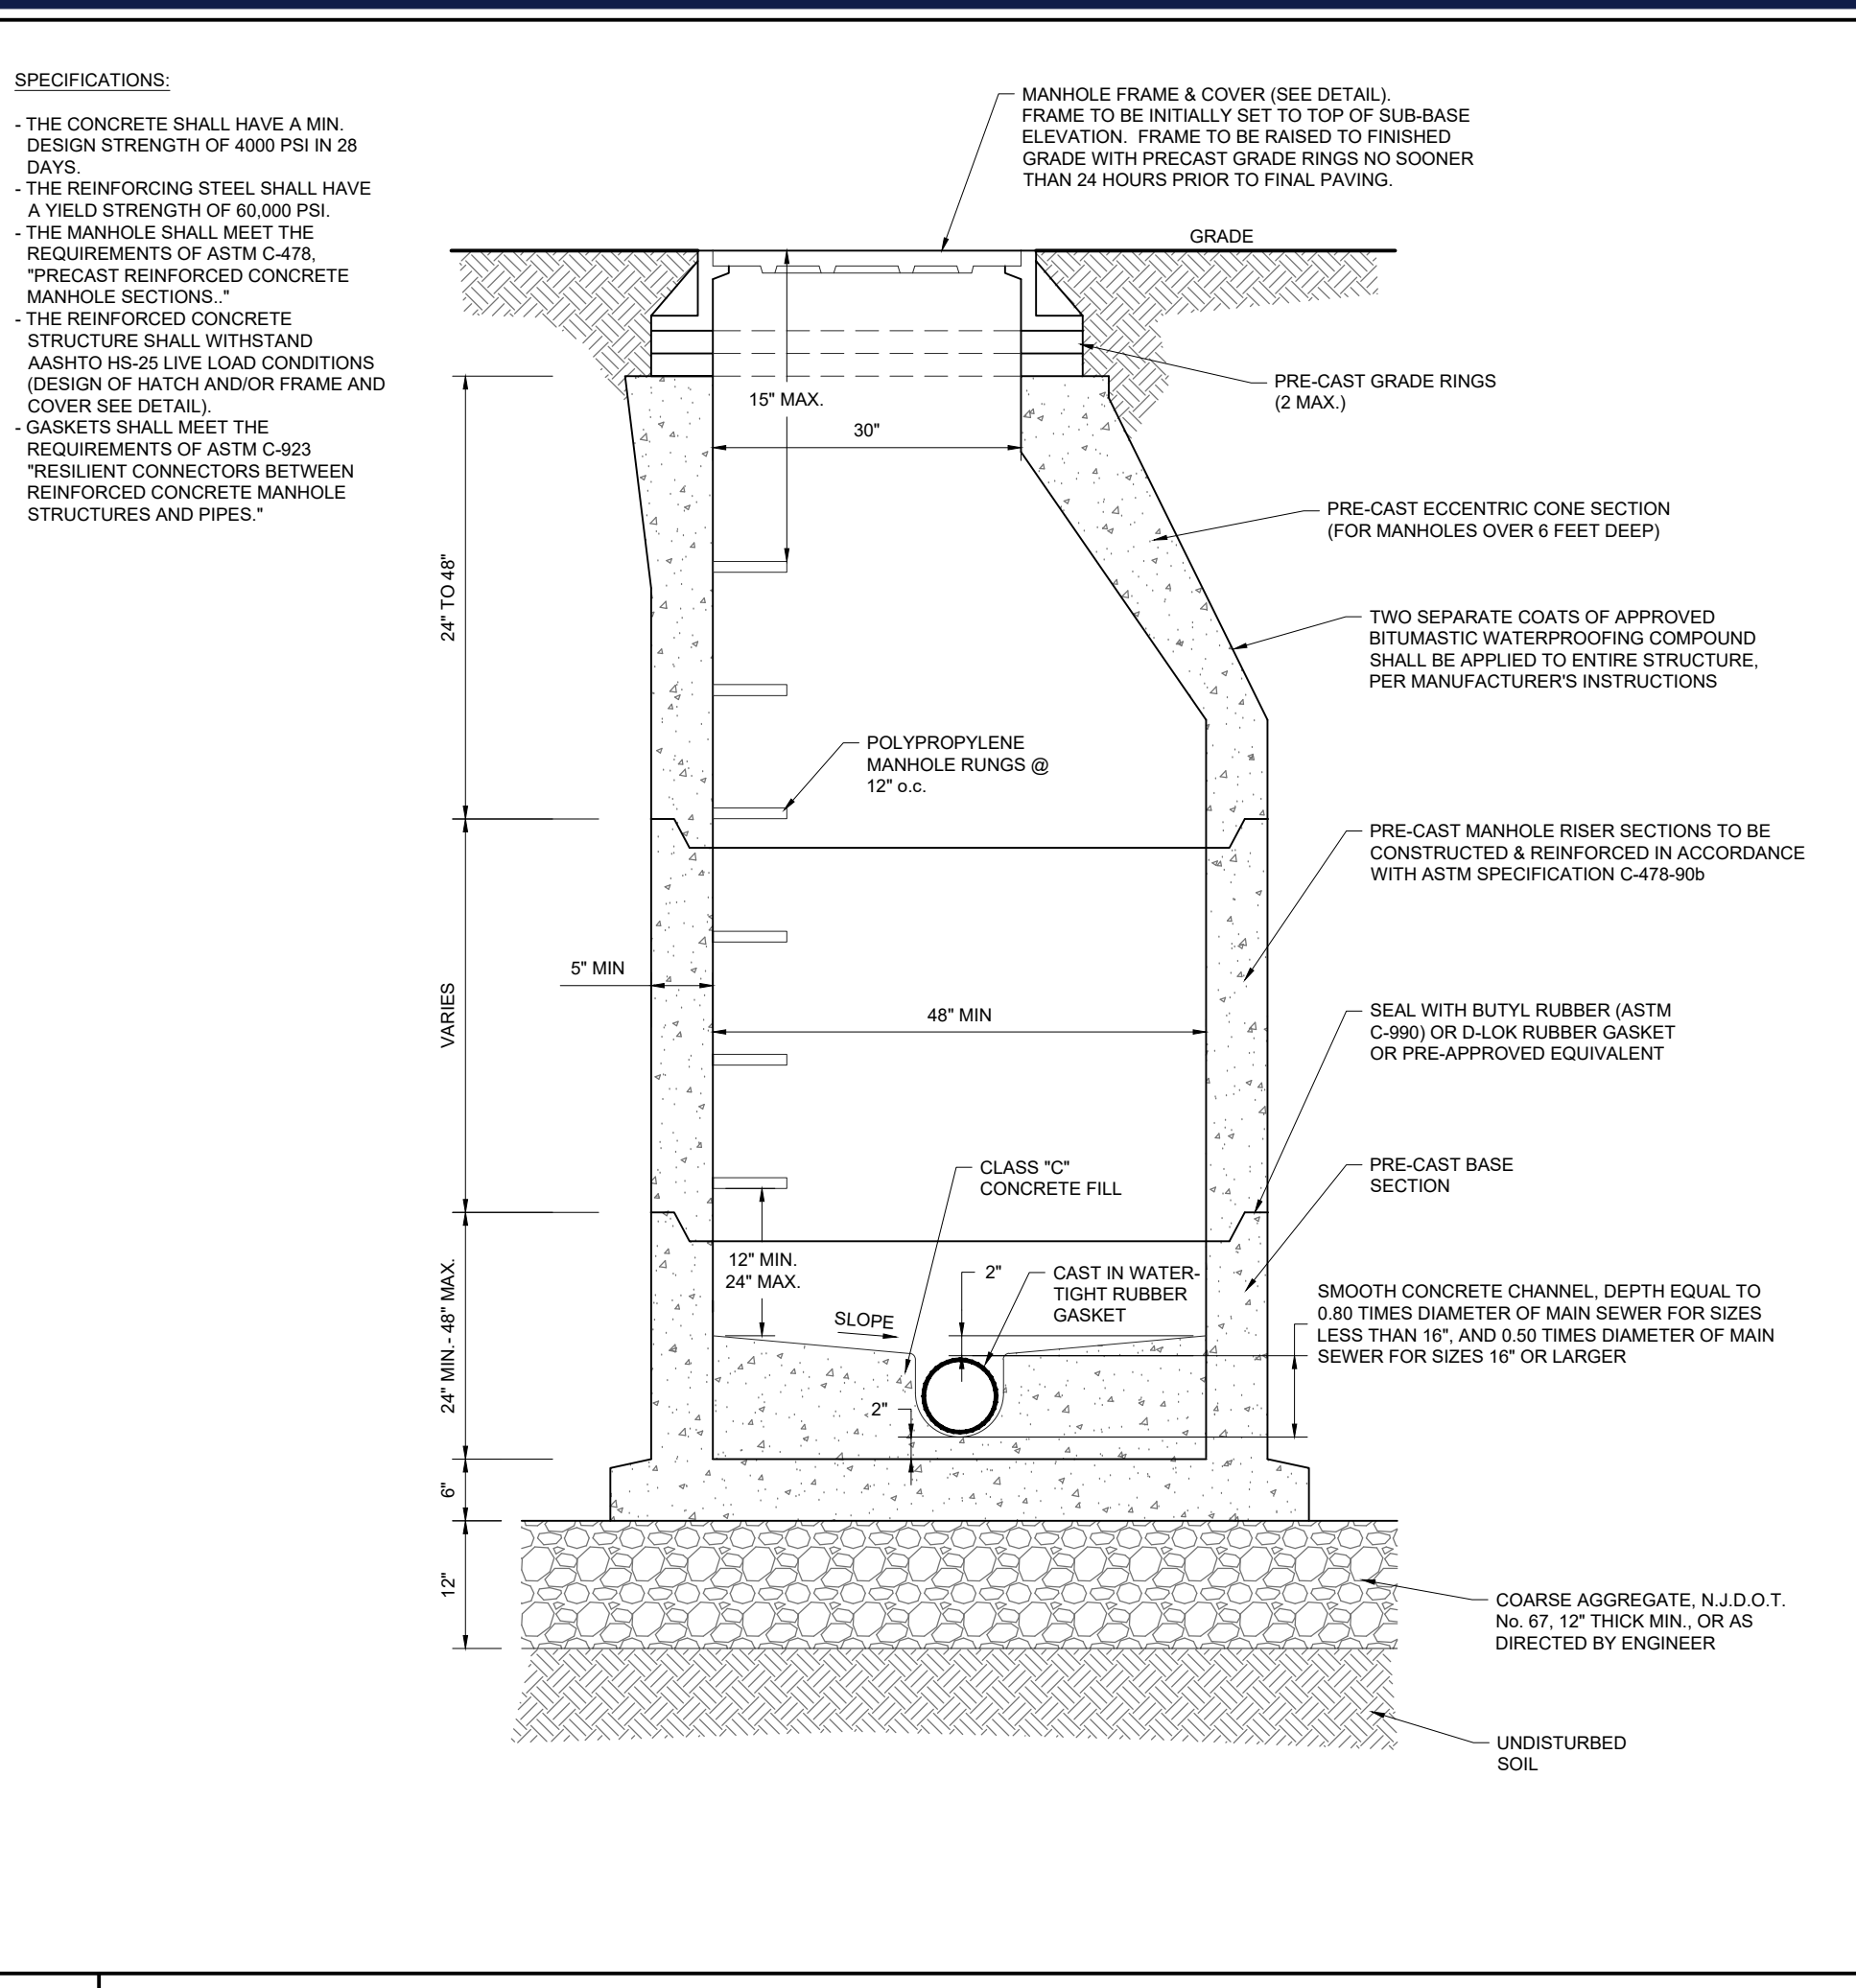 SPECIFICATIONS:
- THE CONCRETE SHALL HAVE A MIN.
DESIGN STRENGTH OF 4000 PSI IN 28
DAYS.
- THE REINFORCING STEEL SHALL HAVE
A YIELD STRENGTH OF 60,000 PSI.
- THE MANHOLE SHALL MEET THE
REQUIREMENTS OF ASTM C-478,
"PRECAST REINFORCED CONCRETE
MANHOLE SECTIONS.."
- THE REINFORCED CONCRETE
STRUCTURE SHALL WITHSTAND
AASHTO HS-25 LIVE LOAD CONDITIONS
(DESIGN OF HATCH AND/OR FRAME AND
COVER SEE DETAIL).
- GASKETS SHALL MEET THE
REQUIREMENTS OF ASTM C-923
"RESILIENT CONNECTORS BETWEEN
REINFORCED CONCRETE MANHOLE
STRUCTURES AND PIPES."
MANHOLE FRAME & COVER (SEE DETAIL).
FRAME TO BE INITIALLY SET TO TOP OF SUB-BASE
ELEVATION.  FRAME TO BE RAISED TO FINISHED
GRADE WITH PRECAST GRADE RINGS NO SOONER
THAN 24 HOURS PRIOR TO FINAL PAVING.
GRADE
PRE-CAST GRADE RINGS
(2 MAX.)
15" MAX.
30"
PRE-CAST ECCENTRIC CONE SECTION
(FOR MANHOLES OVER 6 FEET DEEP)
24" TO 48"
TWO SEPARATE COATS OF APPROVED
BITUMASTIC WATERPROOFING COMPOUND
SHALL BE APPLIED TO ENTIRE STRUCTURE,
PER MANUFACTURER'S INSTRUCTIONS
POLYPROPYLENE
MANHOLE RUNGS @
12" o.c.
PRE-CAST MANHOLE RISER SECTIONS TO BE
CONSTRUCTED & REINFORCED IN ACCORDANCE
WITH ASTM SPECIFICATION C-478-90b
5" MIN
VARIES
48" MIN
SEAL WITH BUTYL RUBBER (ASTM
C-990) OR D-LOK RUBBER GASKET
OR PRE-APPROVED EQUIVALENT
CLASS "C"
CONCRETE FILL
PRE-CAST BASE
SECTION
12" MIN.
24" MAX.
2"
CAST IN WATER-
TIGHT RUBBER
GASKET
SMOOTH CONCRETE CHANNEL, DEPTH EQUAL TO
0.80 TIMES DIAMETER OF MAIN SEWER FOR SIZES
LESS THAN 16", AND 0.50 TIMES DIAMETER OF MAIN
SEWER FOR SIZES 16" OR LARGER
SLOPE
24" MIN.- 48" MAX.
2"
6"
12"
COARSE AGGREGATE, N.J.D.O.T.
No. 67, 12" THICK MIN., OR AS
DIRECTED BY ENGINEER
UNDISTURBED
SOIL